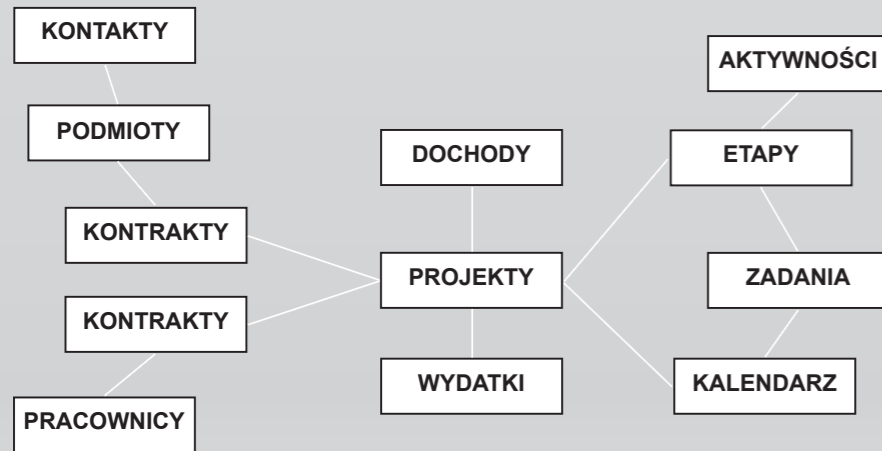 KONTAKTY
AKTYWNOŚCI
PODMIOTY
DOCHODY
ETAPY
KONTRAKTY
PROJEKTY
ZADANIA
KONTRAKTY
WYDATKI
KALENDARZ
PRACOWNICY